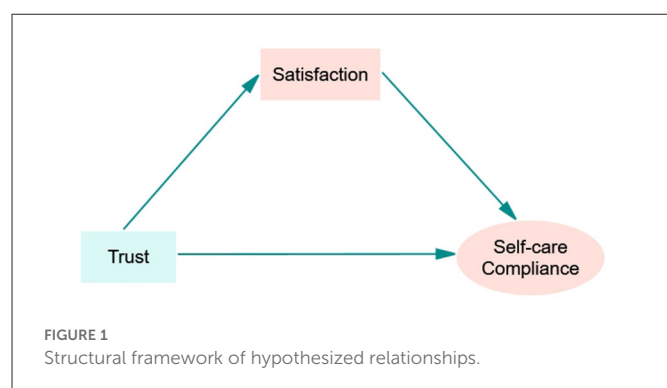 Satisfaction
Trust
Self-care
Compliance
FIGURE 1
Structural framework of hypothesized relationships.